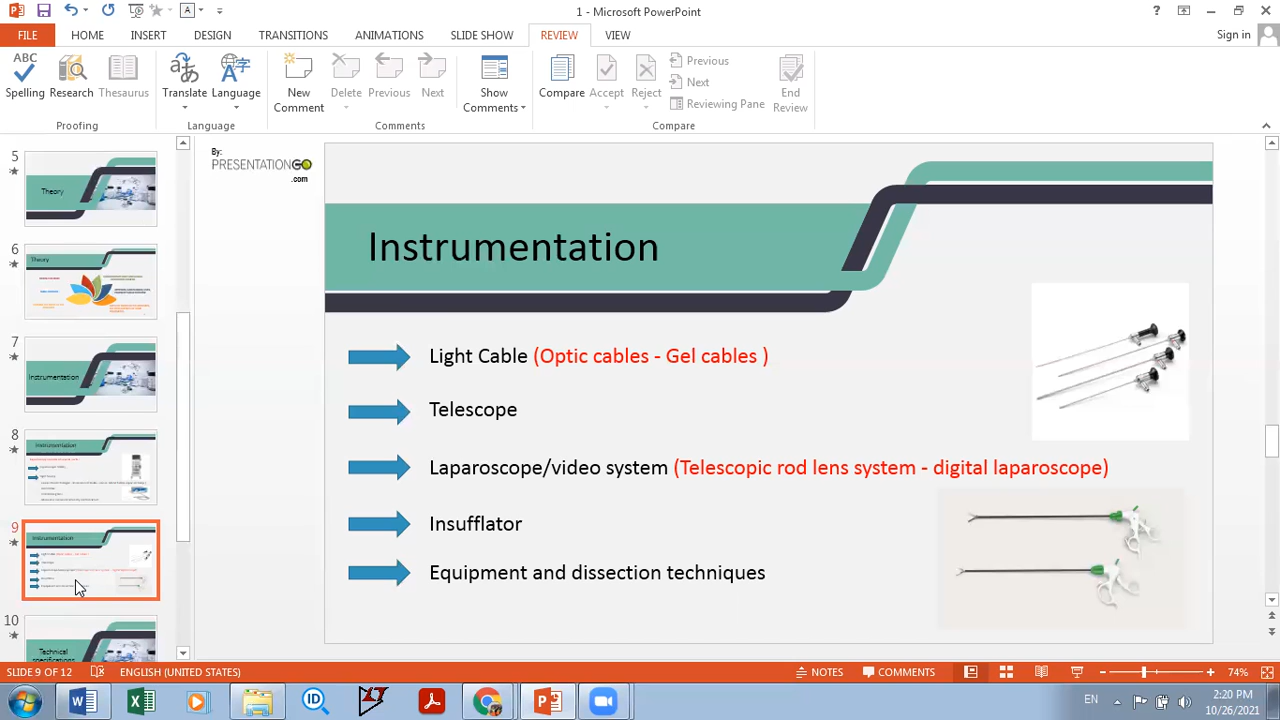 1 - Microsoft PowerPoint
FILE HOME INSERT DESIGN TRANSITIONS ANIMATIONS SLIDE SHOW REVIEW VIEW Sign in
ABC
Spelling Research Thesaurus Translate Language New Comment Delete Previous Next Show Comments Compare Accept Reject Previous Next Reviewing Pane End Review
Proofing Language Comments Compare
By:
PRESENTATIONGO
.com
5
Theory
6
Theory
7
Instrumentation
8
Instrumentation
9
Instrumentation
10
Technical specifications
Instrumentation
Light Cable (Optic cables - Gel cables )
Telescope
Laparoscope/video system (Telescopic rod lens system - digital laparoscope)
Insufflator
Equipment and dissection techniques
SLIDE 9 OF 12 ENGLISH (UNITED STATES) NOTES COMMENTS 74%
EN 2:20 PM
10/26/2021